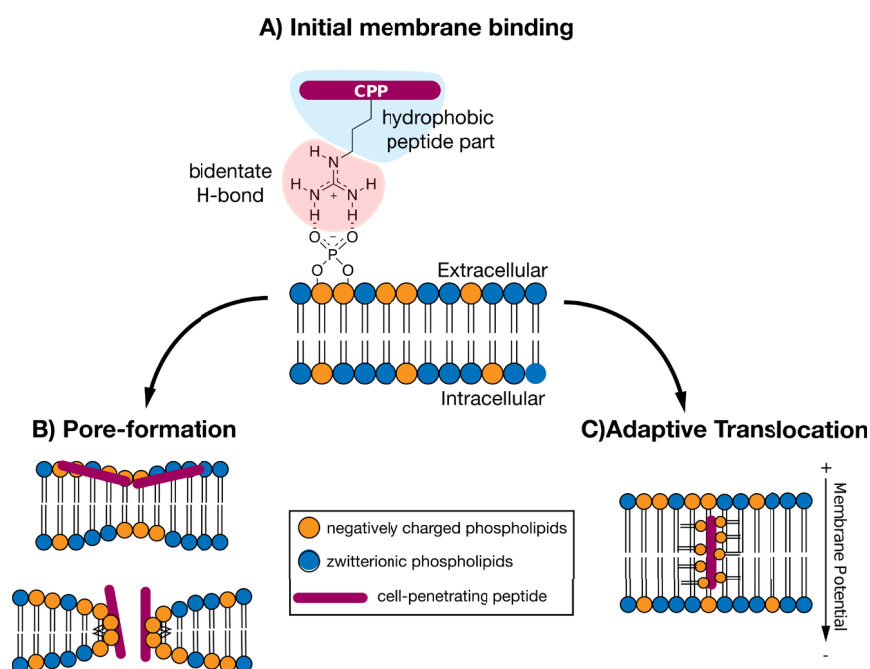 A) Initial membrane binding
CPP
hydrophobic
peptide part
bidentate
H-bond
H
N
H
H
N
+
N
H
H
H
O
−
O
P
O
O
Extracellular
Intracellular
B) Pore-formation
C)Adaptive Translocation
negatively charged phospholipids
zwitterionic phospholipids
cell-penetrating peptide
+
Membrane Potential
-